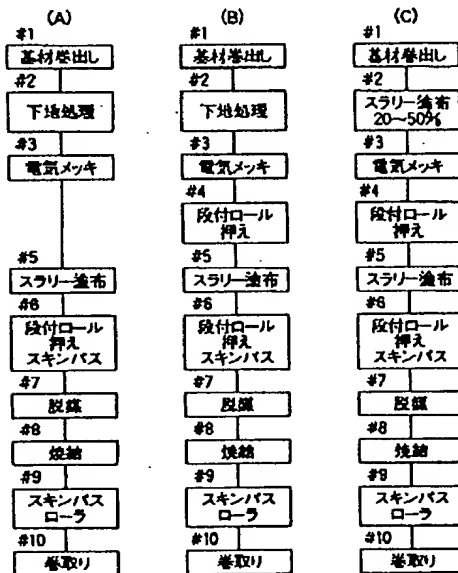 (A)
#1
基材巻出し
#2
下地処理
#3
電気メッキ
#5
スラリー塗布
#6
段付ロール
押え
スキンパス
#7
脱媒
#8
焼結
#9
スキンパス
ローラ
#10
巻取り
(B)
#1
基材巻出し
#2
下地処理
#3
電気メッキ
#4
段付ロール
押え
#5
スラリー塗布
#6
段付ロール
押え
スキンパス
#7
脱媒
#8
焼結
#9
スキンパス
ローラ
#10
巻取り
(C)
#1
基材巻出し
#2
スラリー塗布
20~50%
#3
電気メッキ
#4
段付ロール
押え
#5
スラリー塗布
#6
段付ロール
押え
スキンパス
#7
脱媒
#8
焼結
#9
スキンパス
ローラ
#10
巻取り